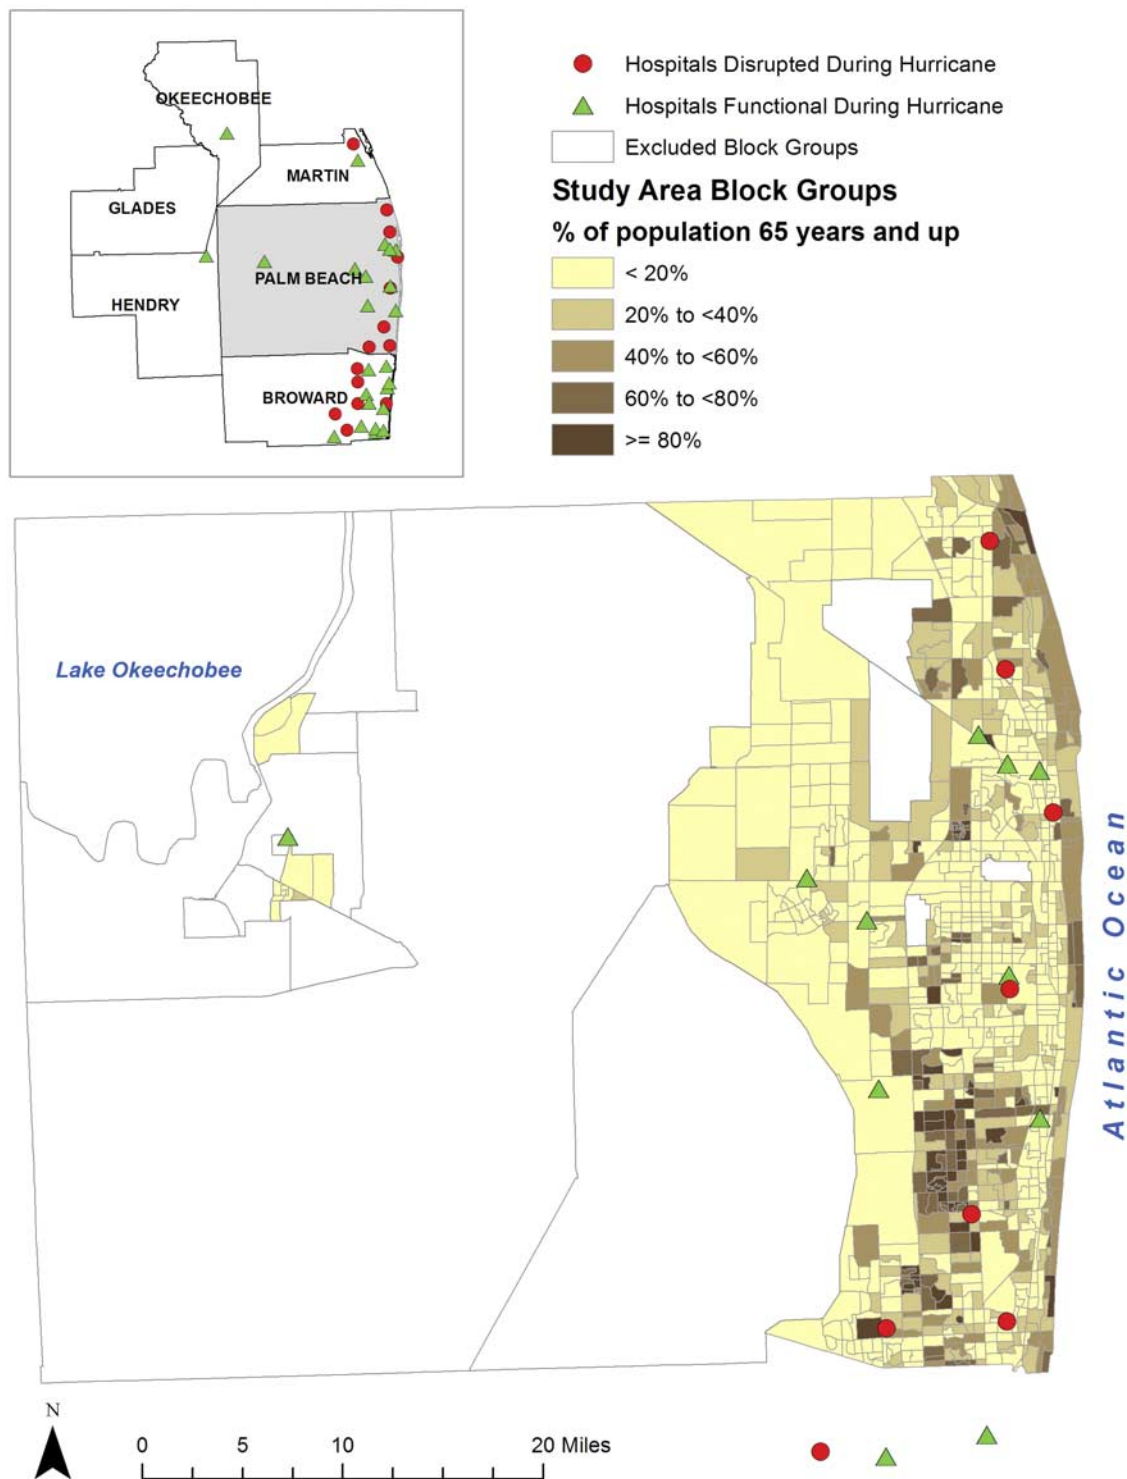 OKEECHOBEE
MARTIN
GLADES
PALM BEACH
HENDRY
BROWARD
Hospitals Disrupted During Hurricane
Hospitals Functional During Hurricane
Excluded Block Groups
Study Area Block Groups
% of population 65 years and up
< 20%
20% to <40%
40% to <60%
60% to <80%
>= 80%
Lake Okeechobee
Atlantic Ocean
N
0 5 10 20 Miles